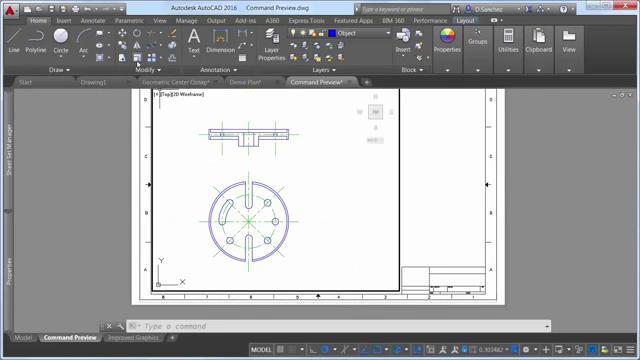 Autodesk AutoCAD 2016 Command Preview.dwg
Type a keyword or phrase
D.Sanchez
Home Insert Annotate Parametric View Manage Output Add-ins A360 Express Tools Featured Apps BIM 360 Performance Layout
Line Polyline Circle Arc
Text Dimension
Layer Properties
Object
Block
Properties Groups Utilities Clipboard View
Draw Modify Annotation Layers
Start Drawing1 Geometric Center Osnap* Demo Plan* Command Preview*
[-] [Top] [2D Wireframe]
D D
C C
B B
A A
Sheet Set Manager
Properties
Y
X
8 7 6 5 4 3 2 1
Type a command
Model Command Preview Improved Graphics
MODEL
0.303482